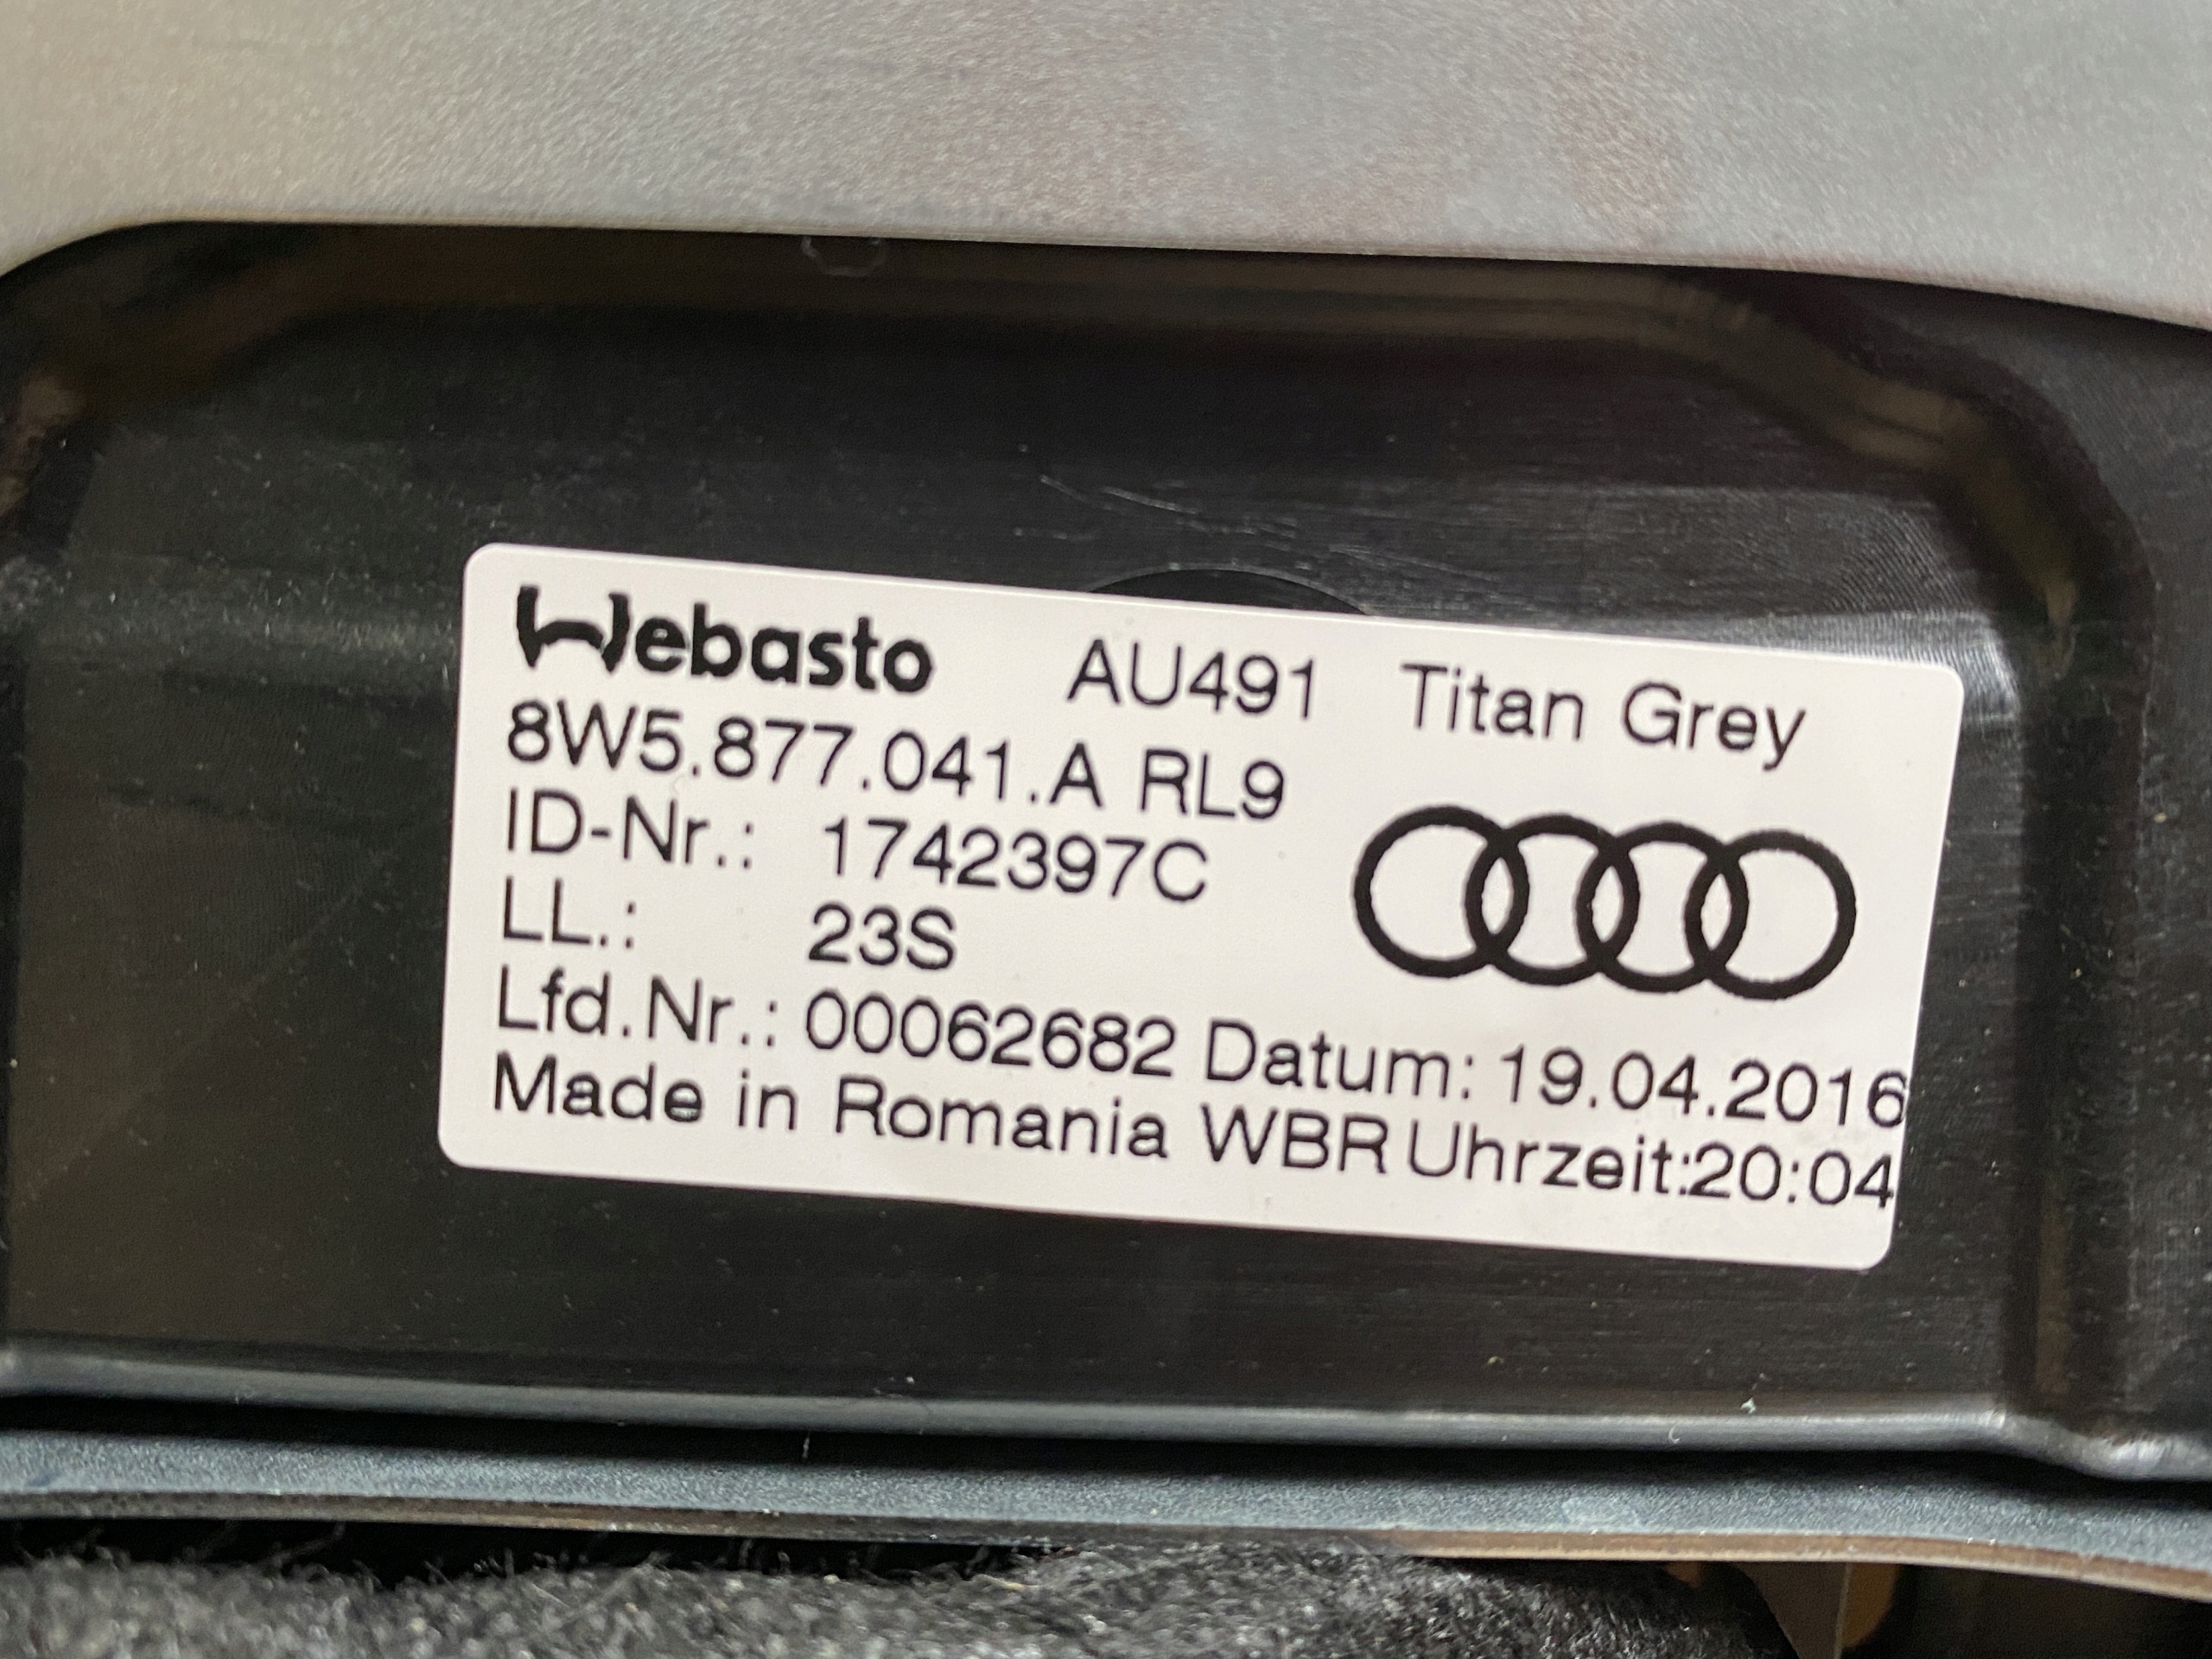 Webasto AU491 Titan Grey
8W5.877.041.A RL9
ID-Nr.: 1742397C
LL.: 23S
Lfd.Nr.: 00062682 Datum: 19.04.2016
Made in Romania WBR Uhrzeit:20:04